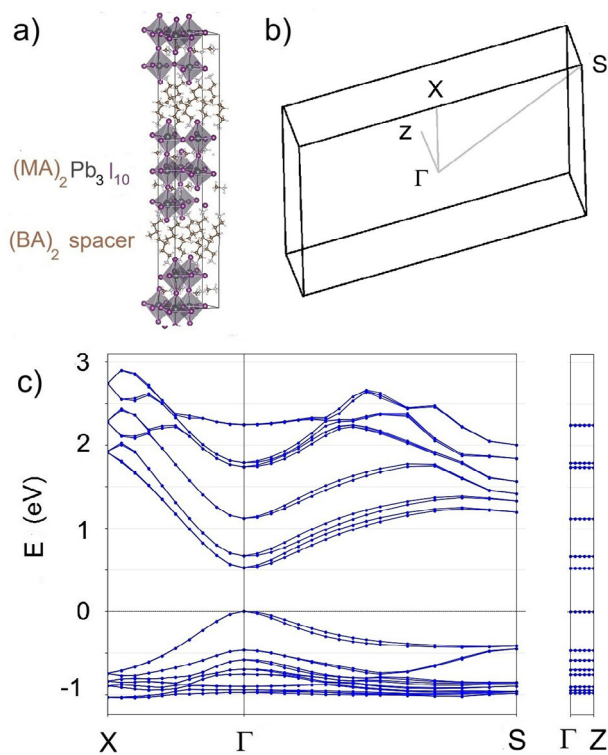 a)
b)
(MA)2 Pb3 I10
(BA)2 spacer
X
S
Z
Γ
c)
E (eV)
3
2
1
0
-1
X
Γ
S
Γ
Z